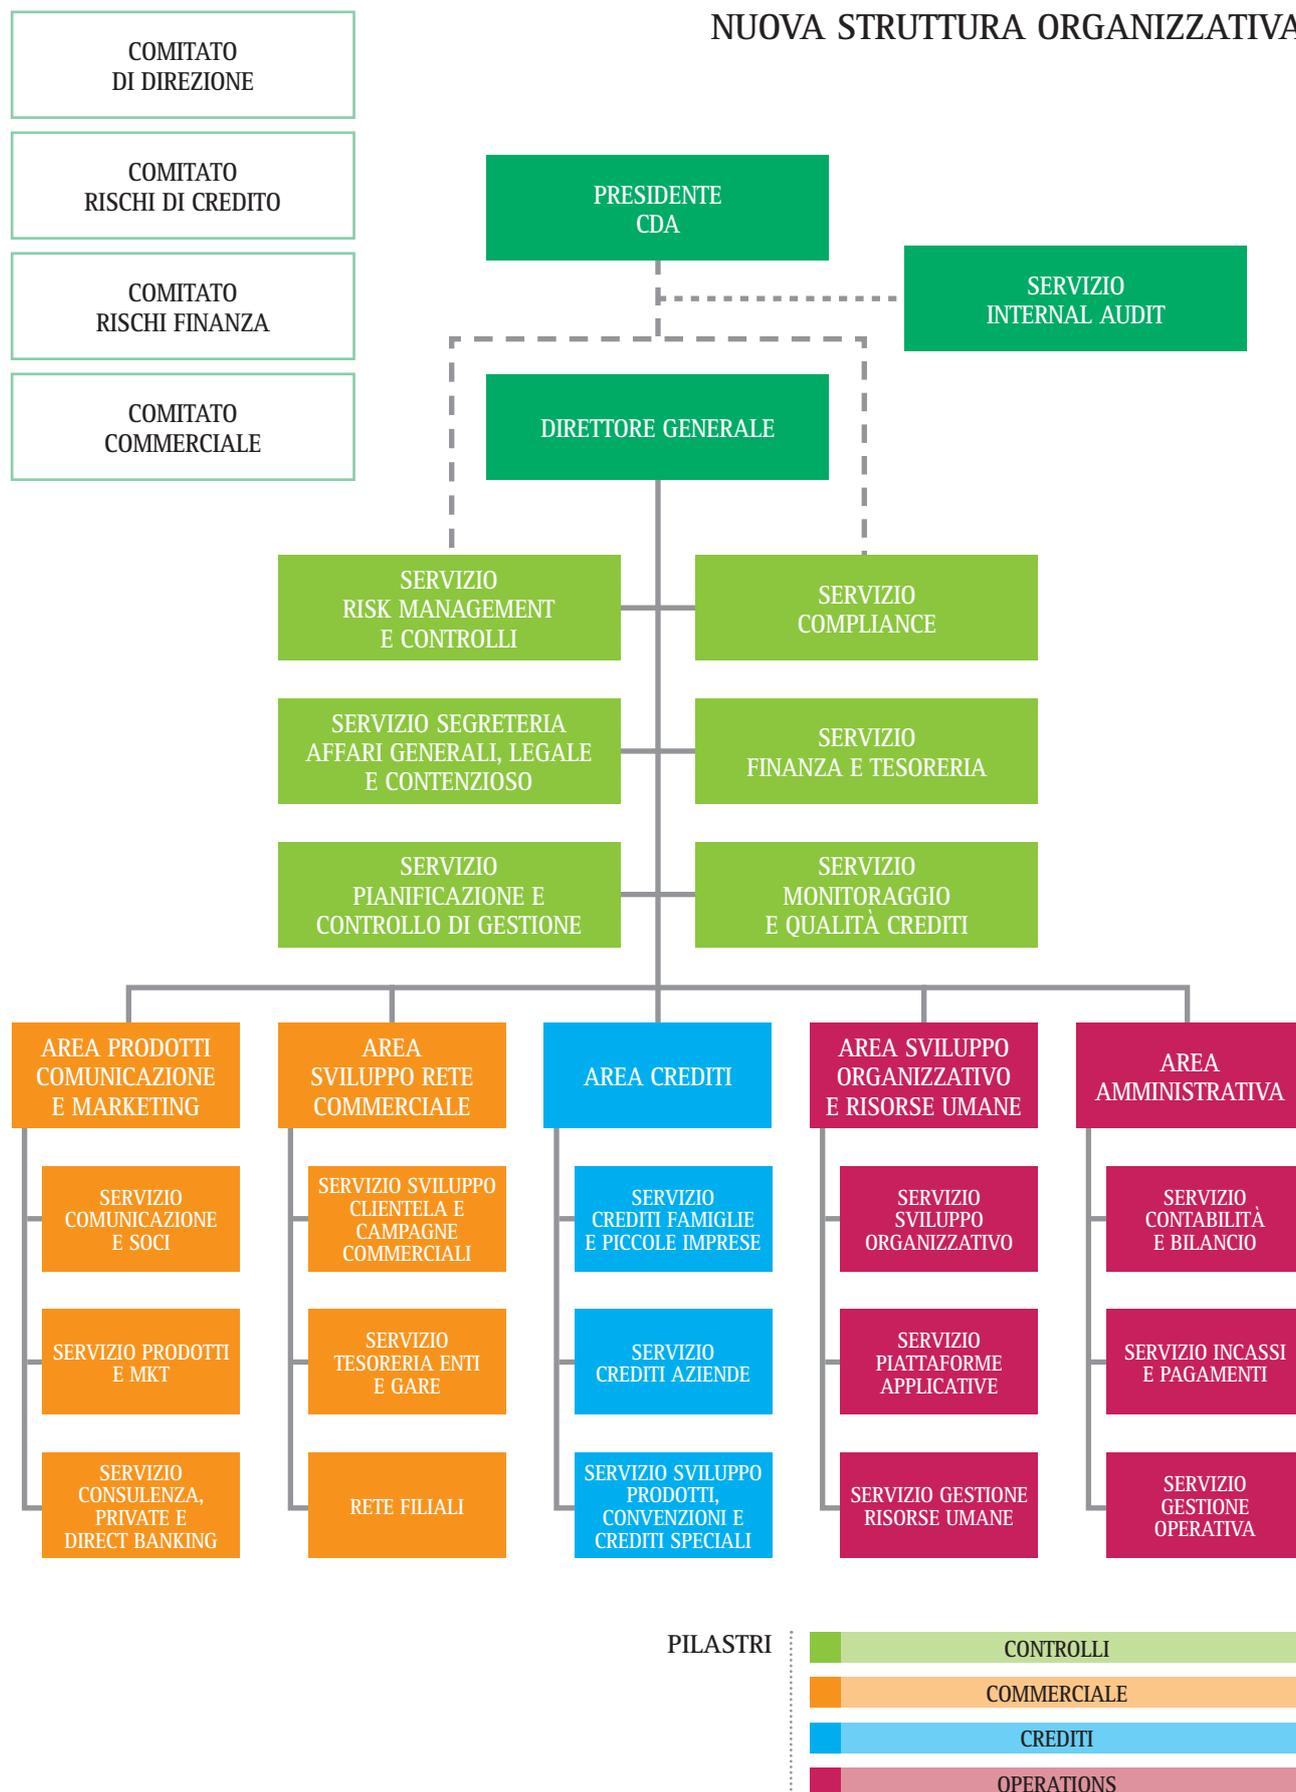 NUOVA STRUTTURA ORGANIZZATIVA
COMITATO
DI DIREZIONE
COMITATO
RISCHI DI CREDITO
COMITATO
RISCHI FINANZA
COMITATO
COMMERCIALE
PRESIDENTE
CDA
SERVIZIO
INTERNAL AUDIT
DIRETTORE GENERALE
SERVIZIO
RISK MANAGEMENT
E CONTROLLI
SERVIZIO
COMPLIANCE
SERVIZIO SEGRETERIA
AFFARI GENERALI, LEGALE
E CONTENZIOSO
SERVIZIO
FINANZA E TESORERIA
SERVIZIO
PIANIFICAZIONE E
CONTROLLO DI GESTIONE
SERVIZIO
MONITORAGGIO
E QUALITÀ CREDITI
AREA PRODOTTI
COMUNICAZIONE
E MARKETING
SERVIZIO
COMUNICAZIONE
E SOCI
SERVIZIO PRODOTTI
E MKT
SERVIZIO
CONSULENZA,
PRIVATE E
DIRECT BANKING
AREA
SVILUPPO RETE
COMMERCIALE
SERVIZIO SVILUPPO
CLIENTELA E
CAMPAGNE
COMMERCIALI
SERVIZIO
TESORERIA ENTI
E GARE
RETE FILIALI
AREA CREDITI
SERVIZIO
CREDITI FAMIGLIE
E PICCOLE IMPRESE
SERVIZIO
CREDITI AZIENDE
SERVIZIO SVILUPPO
PRODOTTI,
CONVENZIONI E
CREDITI SPECIALI
AREA SVILUPPO
ORGANIZZATIVO
E RISORSE UMANE
SERVIZIO
SVILUPPO
ORGANIZZATIVO
SERVIZIO
PIATTAFORME
APPLICATIVE
SERVIZIO GESTIONE
RISORSE UMANE
AREA
AMMINISTRATIVA
SERVIZIO
CONTABILITÀ
E BILANCIO
SERVIZIO INCASSI
E PAGAMENTI
SERVIZIO
GESTIONE
OPERATIVA
PILASTRI
CONTROLLI
COMMERCIALE
CREDITI
OPERATIONS